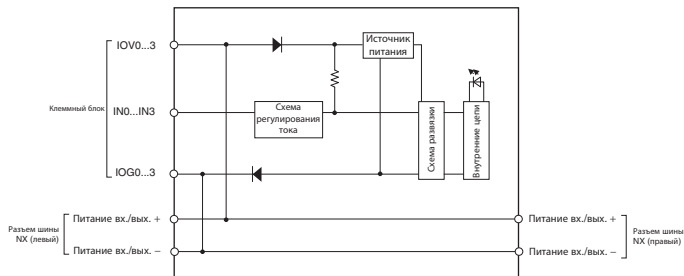 IOV0...3
Источник
питания
Клеммный блок
IN0...IN3
Схема
регулирования
тока
Схема развязки
Внутренние цепи
IOG0...3
Разъем шины
NX (левый)
Питание вх./вых. +
Питание вх./вых. −
Питание вх./вых. +
Питание вх./вых. −
Разъем шины
NX (правый)